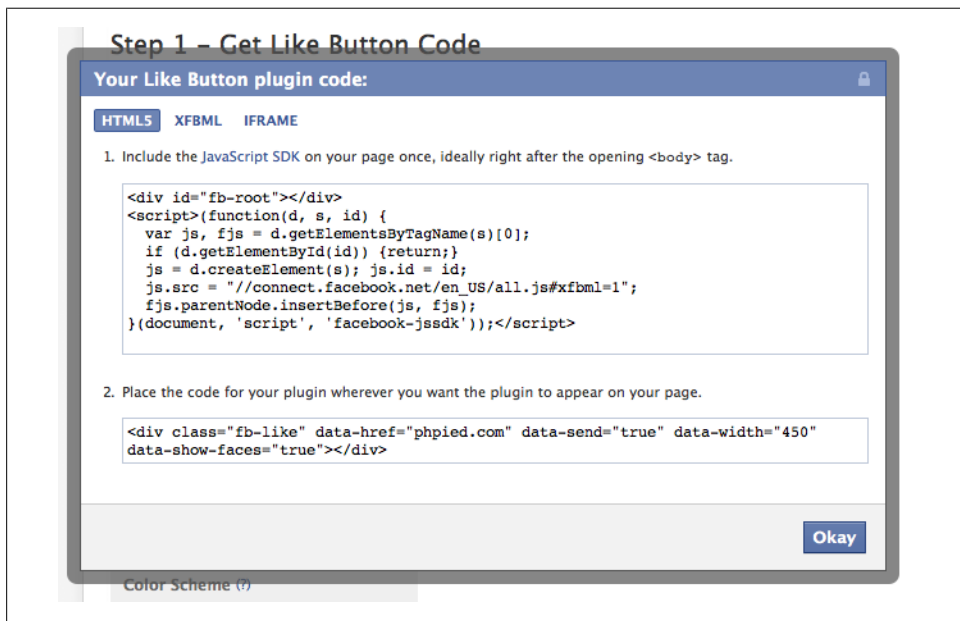 Step 1 – Get Like Button Code
Your Like Button plugin code:
HTML5 XFBML IFRAME
1. Include the JavaScript SDK on your page once, ideally right after the opening <body> tag.
<div id="fb-root"></div>
<script>(function(d, s, id) {
  var js, fjs = d.getElementsByTagName(s)[0];
  if (d.getElementById(id)) {return;}
  js = d.createElement(s); js.id = id;
  js.src = "//connect.facebook.net/en_US/all.js#xfbml=1";
  fjs.parentNode.insertBefore(js, fjs);
}(document, 'script', 'facebook-jssdk'));</script>
2. Place the code for your plugin wherever you want the plugin to appear on your page.
<div class="fb-like" data-href="phpied.com" data-send="true" data-width="450"
data-show-faces="true"></div>
Okay
Color Scheme (?)